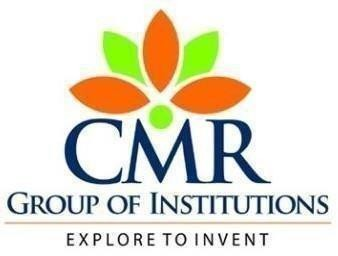 CMR
GROUP OF INSTITUTIONS
EXPLORE TO INVENT